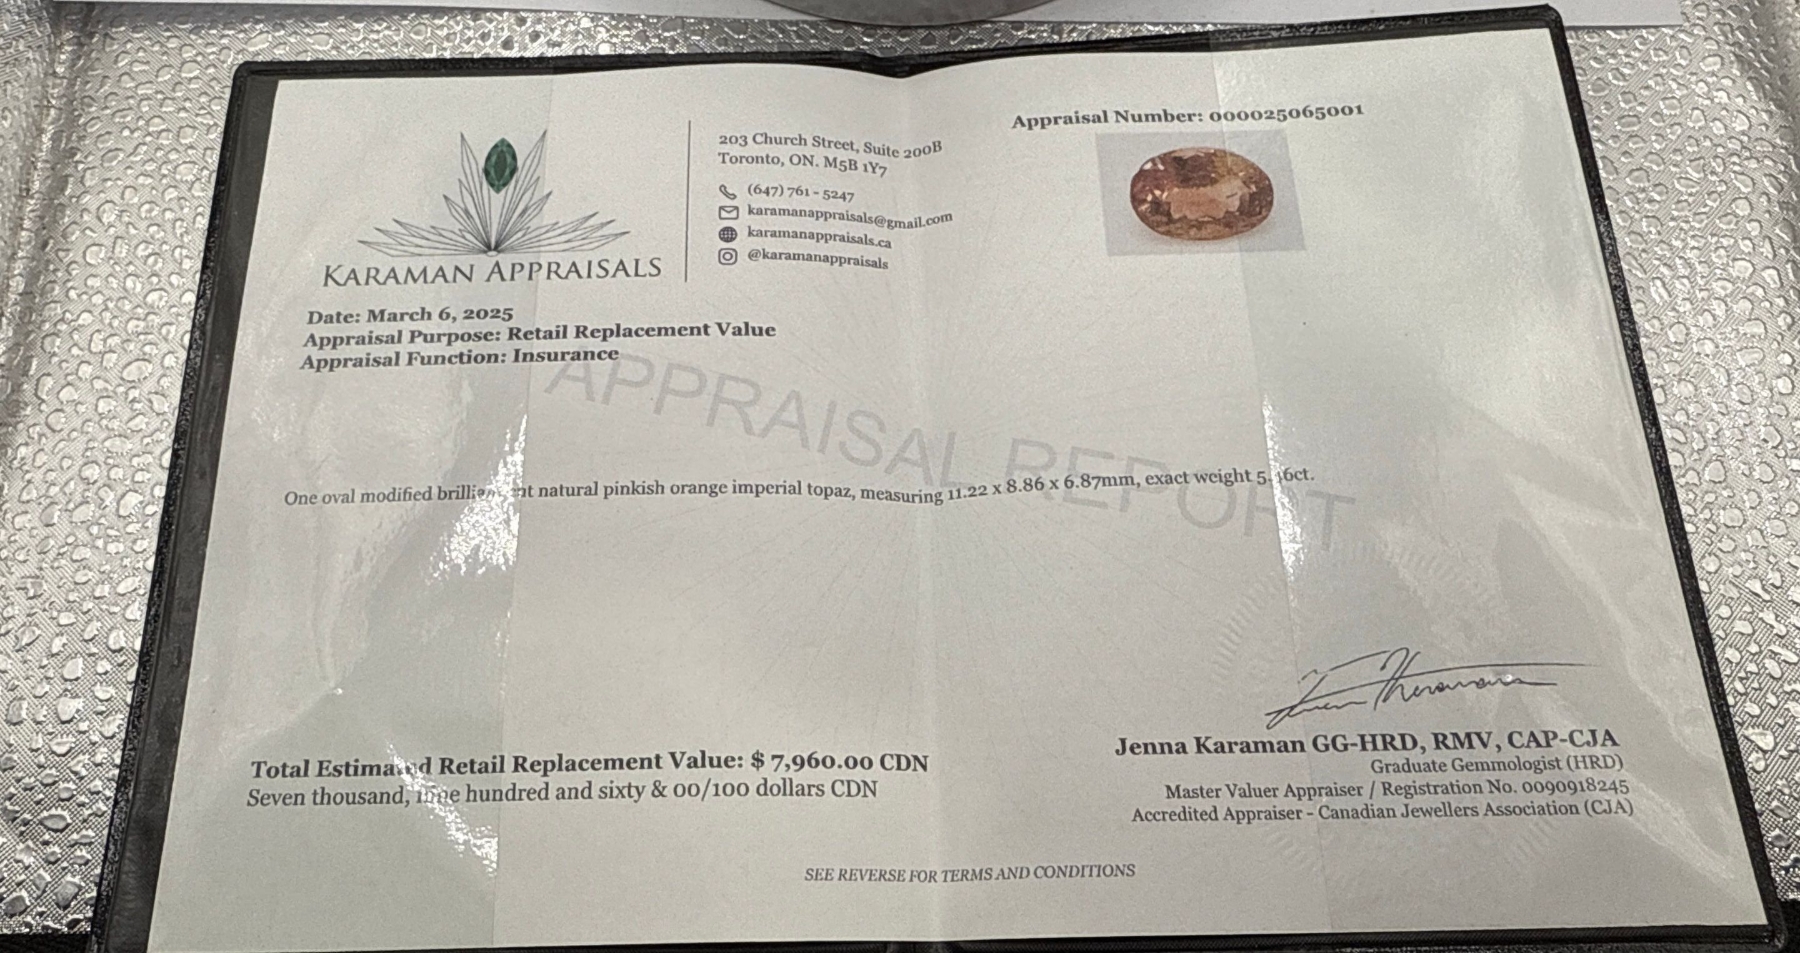 KARAMAN APPRAISALS
203 Church Street, Suite 200B
Toronto, ON. M5B 1Y7
(647) 761 - 5247
karamanappraisals@gmail.com
karamanappraisals.ca
@karamanappraisals
Appraisal Number: 000025065001
Date: March 6, 2025
Appraisal Purpose: Retail Replacement Value
Appraisal Function: Insurance
APPRAISAL REPORT
One oval modified natural pinkish orange imperial topaz, measuring 11.22 x 8.86 x 6.87mm, exact weight
Total Estimated Retail Replacement Value: $ 7,960.00 CDN
Seven thousand, nine hundred and sixty & 00/100 dollars CDN
Jenna Karaman GG-HRD, RMV, CAP-CJA
Graduate Gemmologist (HRD)
Master Valuer Appraiser / Registration No. 0090918245
Accredited Appraiser - Canadian Jewellers Association (CJA)
SEE REVERSE FOR TERMS AND CONDITIONS